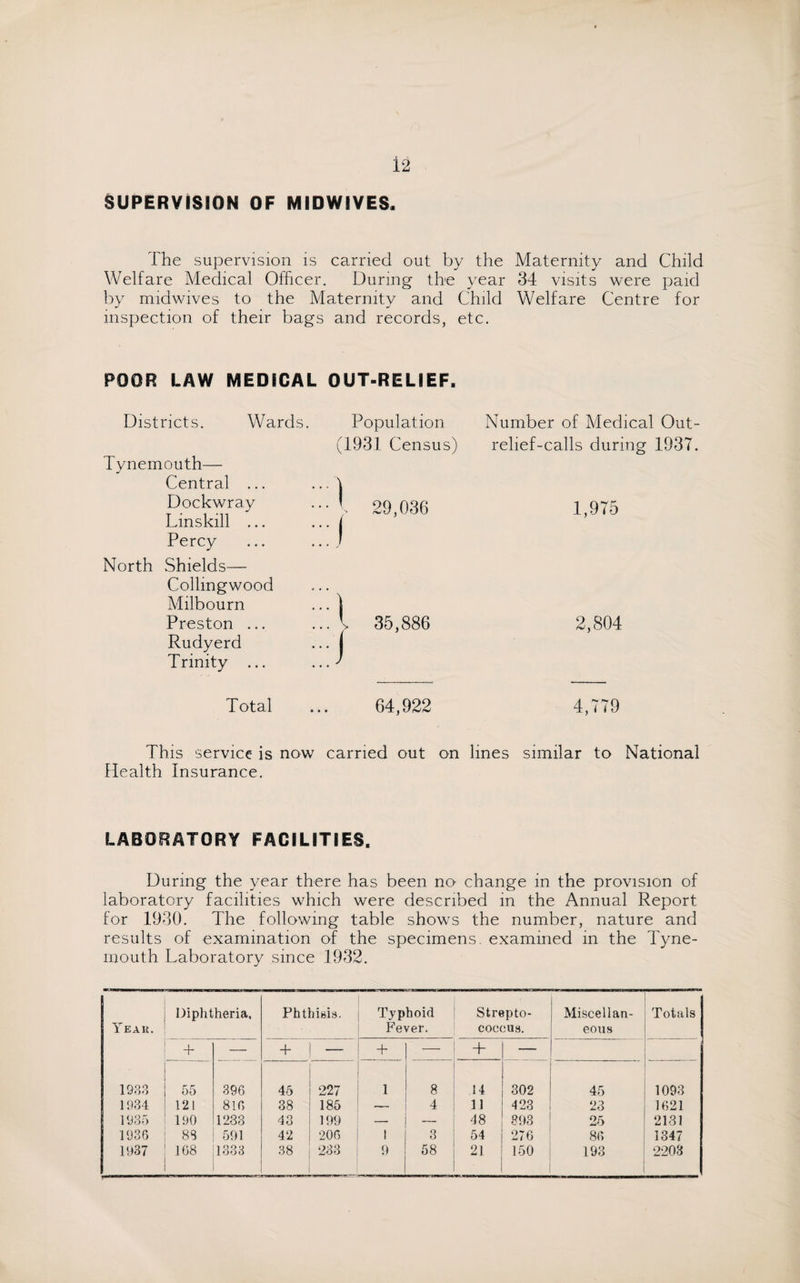 12
SUPERVISION OF MIDWIVES.
The supervision is carried out by the Maternity and Child
Welfare Medical Officer. During the year 34 visits were paid
by midwives to the Maternity and Child Welfare Centre for
inspection of their bags and records, etc.
POOR LAW MEDICAL OUT-RELIEF.
Districts. Wards. Population Number of Medical Out-
(1931 Census) relief-calls during 1937.
Tynemouth—
Central ... ...
Dockwray ... 29,036 1,975
Linskill ... ...
Percy ... ...
North Shields—
Collingwood ...
Milbourn ...
Preston ... ... 35,886 2,804
Rudyerd ...
Trinity ... ...
Total ... 64,922 4,779
This service is now carried out on lines similar to National
Health Insurance.
LABORATORY FACILITIES.
During the year there has been no change in the provision of
laboratory facilities which were described in the Annual Report
for 1930. The following table shows the number, nature and
results of examination of the specimens examined in the Tyne-
mouth Laboratory since 1932.
Year. Diphtheria. Phthisis. Typhoid Fever. Strepto-coccus. Miscellan-eous Totals
+ — + — + — + —
1933 55 396 45 227 1 8 14 302 45 1093
1934 121 816 38 185 — 4 11 423 23 1621
1935 190 1233 43 199 — — 48 893 25 2131
1936 88 591 42 206 1 3 54 276 86 1347
1937 168 1333 38 233 9 58 21 150 193 2203